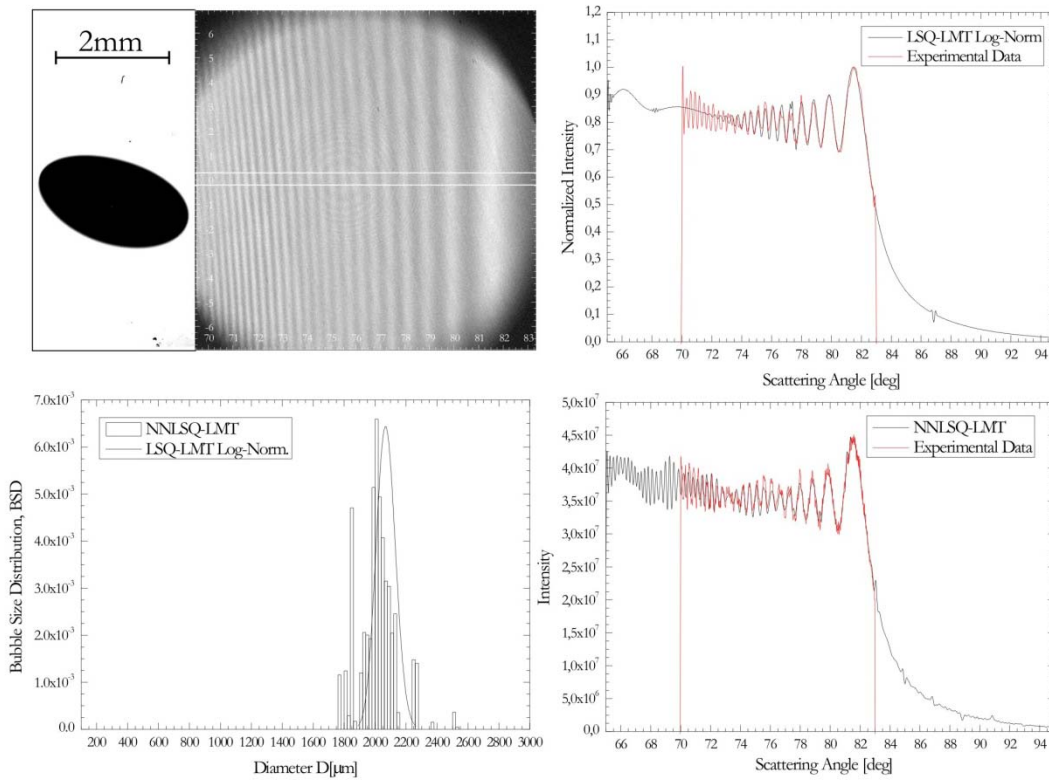 2mm
6
7
6
5
4
3
2
1
0
-1
-2
-3
-4
-5
-6
70 71 72 73 74 75 76 77 78 79 80 81 82 83
1,2
1,1
1,0
0,9
0,8
0,7
0,6
0,5
0,4
0,3
0,2
0,1
0,0
Normalized Intensity
LSQ-LMT Log-Norm
Experimental Data
66 68 70 72 74 76 78 80 82 84 86 88 90 92 94
Scattering Angle [deg]
7.0x10-3
6.0x10-3
5.0x10-3
4.0x10-3
3.0x10-3
2.0x10-3
1.0x10-3
0.0
Bubble Size Distribution, BSD
NNLSQ-LMT
LSQ-LMT Log-Norm.
200 400 600 800 1000 1200 1400 1600 1800 2000 2200 2400 2600 2800 3000
Diameter D[µm]
5,0x10⁷
4,5x10⁷
4,0x10⁷
3,5x10⁷
3,0x10⁷
2,5x10⁷
2,0x10⁷
1,5x10⁷
1,0x10⁷
5,0x10⁶
0,0
Intensity
NNLSQ-LMT
Experimental Data
66 68 70 72 74 76 78 80 82 84 86 88 90 92 94
Scattering Angle [deg]